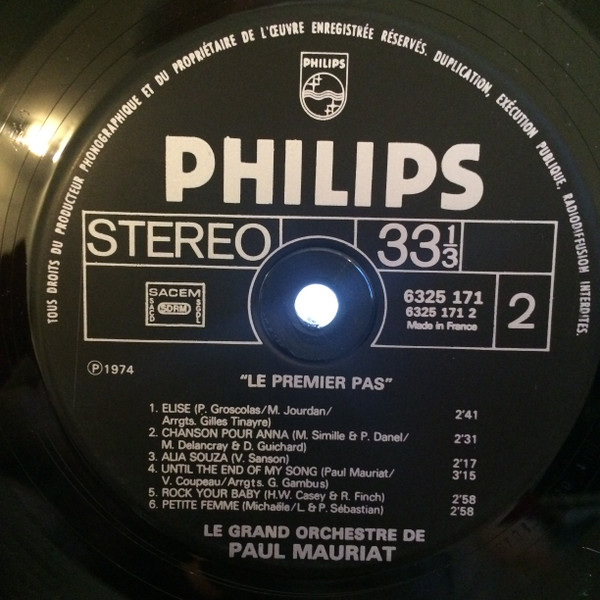 TOUS DROITS DU PRODUCTEUR PHONOGRAPHIQUE ET DU PROPRIÉTAIRE DE L'ŒUVRE ENREGISTRÉE RÉSERVÉS. DUPLICATION, EXÉCUTION PUBLIQUE, RADIODIFFUSION INTERDITES.
PHILIPS
PHILIPS
STEREO 33 1/3
SACEM
SACD SDRM SGDL
6325 171
6325 171 2
Made in France
2
Ⓟ1974
"LE PREMIER PAS"
1. ELISE (P. Groscolas/M. Jourdan/
Arrgts. Gilles Tinayre) 2'41
2. CHANSON POUR ANNA (M. Simille & P. Danel/ 2'31
M. Delancray & D. Guichard)
3. ALIA SOUZA (V. Sanson) 2'17
4. UNTIL THE END OF MY SONG (Paul Mauriat/ 3'15
V. Coupeau/Arrgts. G. Gambus)
5. ROCK YOUR BABY (H.W. Casey & R. Finch) 2'58
6. PETITE FEMME (Michaële/L. & P. Sébastian) 2'58
LE GRAND ORCHESTRE DE
PAUL MAURIAT